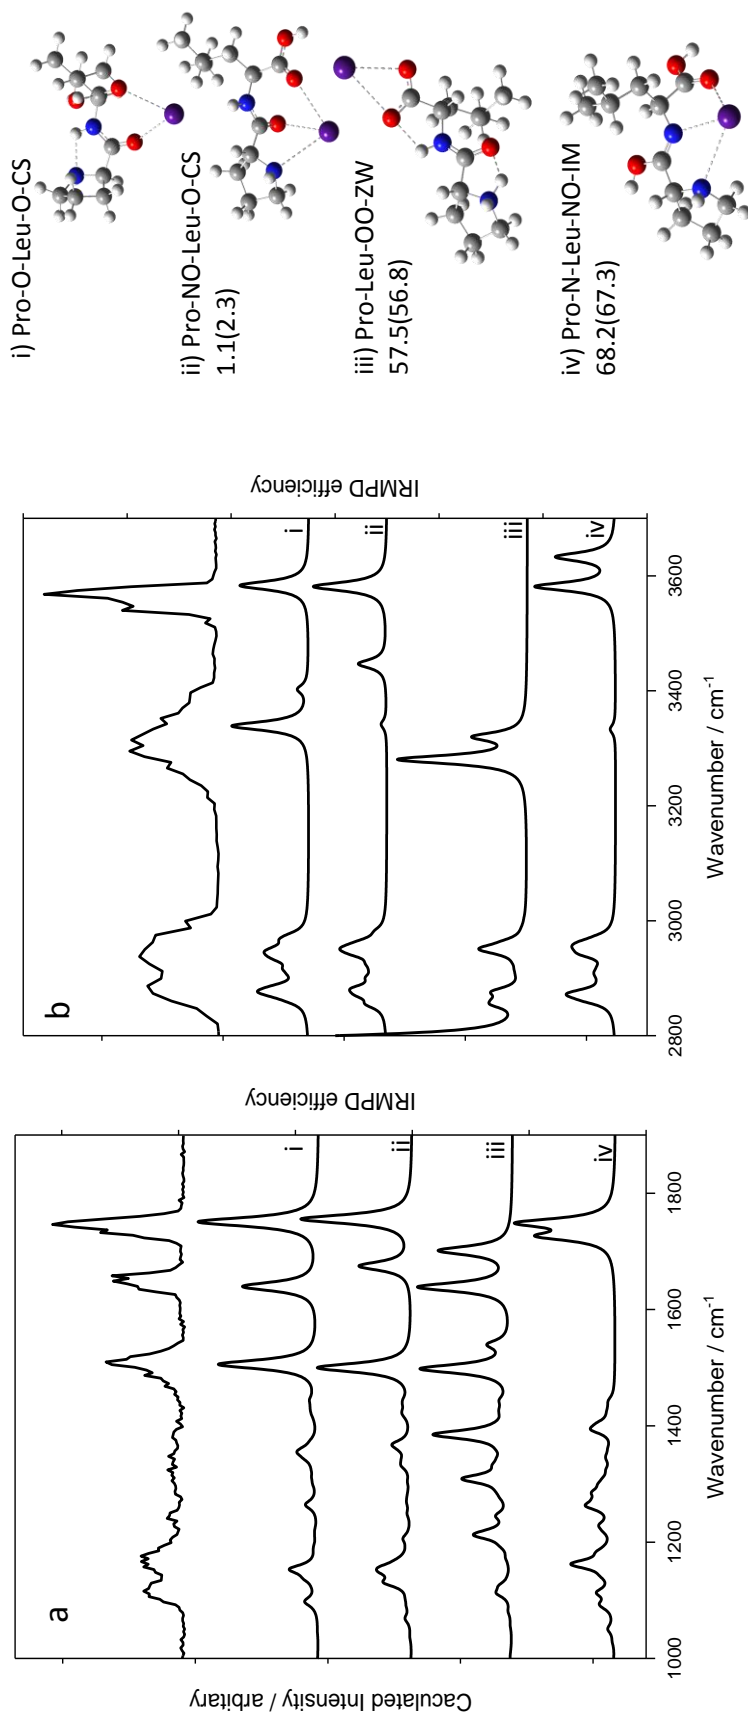 a
Caculated Intensity / arbitary
IRMPD efficiency
i
ii
iii
iv
1000
1200
1400
1600
1800
Wavenumber / cm⁻¹
b
IRMPD efficiency
i
ii
iii
iv
2800
3000
3200
3400
3600
Wavenumber / cm⁻¹
i) Pro-O-Leu-O-CS
ii) Pro-NO-Leu-O-CS
1.1(2.3)
iii) Pro-Leu-OO-ZW
57.5(56.8)
iv) Pro-N-Leu-NO-IM
68.2(67.3)